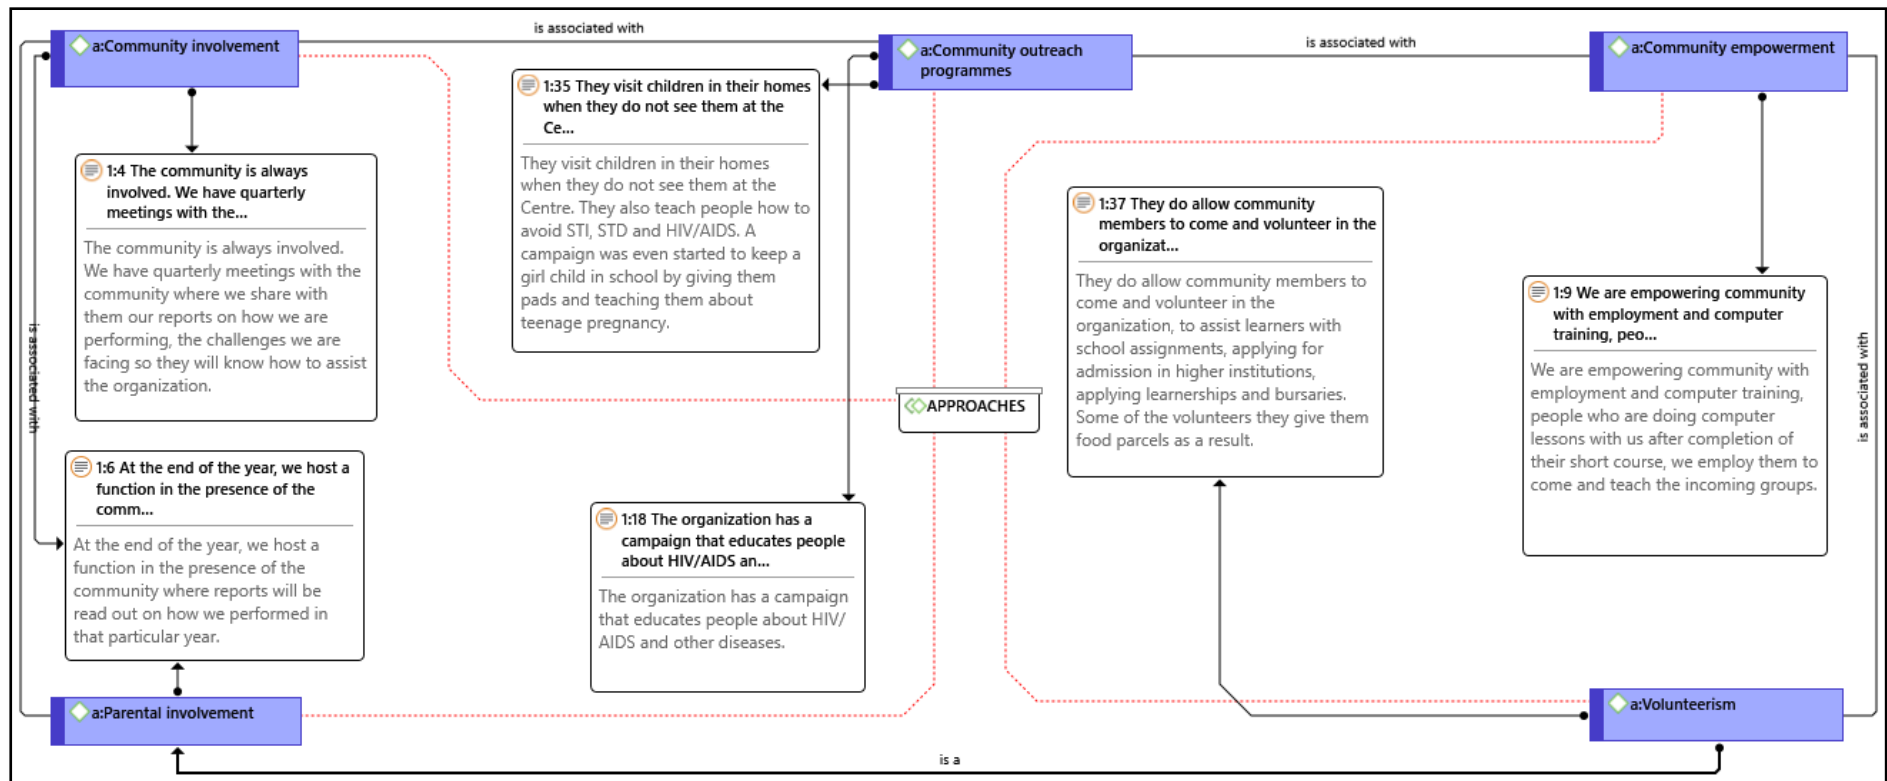 is associated with
a:Community involvement
a:Community outreach
programmes
is associated with
a:Community empowerment
1:35 They visit children in their homes
when they do not see them at the
Ce...
They visit children in their homes
when they do not see them at the
Centre. They also teach people how to
avoid STI, STD and HIV/AIDS. A
campaign was even started to keep a
girl child in school by giving them
pads and teaching them about
teenage pregnancy.
1:4 The community is always
involved. We have quarterly
meetings with the...
The community is always involved.
We have quarterly meetings with the
community where we share with
them our reports on how we are
performing, the challenges we are
facing so they will know how to assist
the organization.
1:37 They do allow community
members to come and volunteer in the
organizat...
They do allow community members to
come and volunteer in the
organization, to assist learners with
school assignments, applying for
admission in higher institutions,
applying learnerships and bursaries.
Some of the volunteers they give them
food parcels as a result.
1:9 We are empowering community
with employment and computer
training, peo...
We are empowering community with
employment and computer training,
people who are doing computer
lessons with us after completion of
their short course, we employ them to
come and teach the incoming groups.
is associated with
is associated with
APPROACHES
1:6 At the end of the year, we host a
function in the presence of the
comm...
At the end of the year, we host a
function in the presence of the
community where reports will be
read out on how we performed in
that particular year.
1:18 The organization has a
campaign that educates people
about HIV/AIDS an...
The organization has a campaign
that educates people about HIV/
AIDS and other diseases.
a:Parental involvement
a:Volunteerism
is a